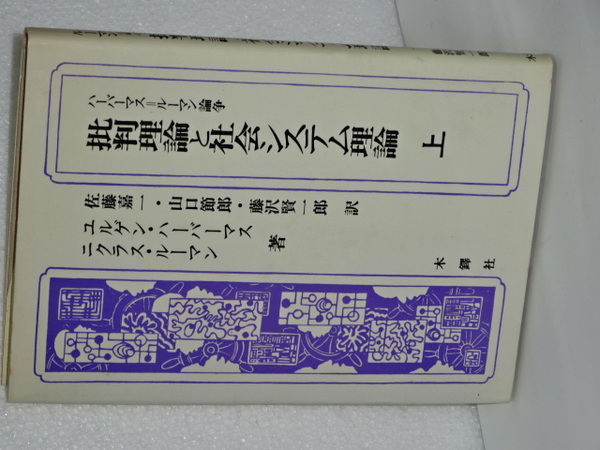 ハーバーマス＝ルーマン論争
批判理論と社会システム理論 上
佐藤嘉一・山口節郎・藤沢賢一郎 訳
ユルゲン・ハーバーマス
ニクラス・ルーマン
著
木鐸社